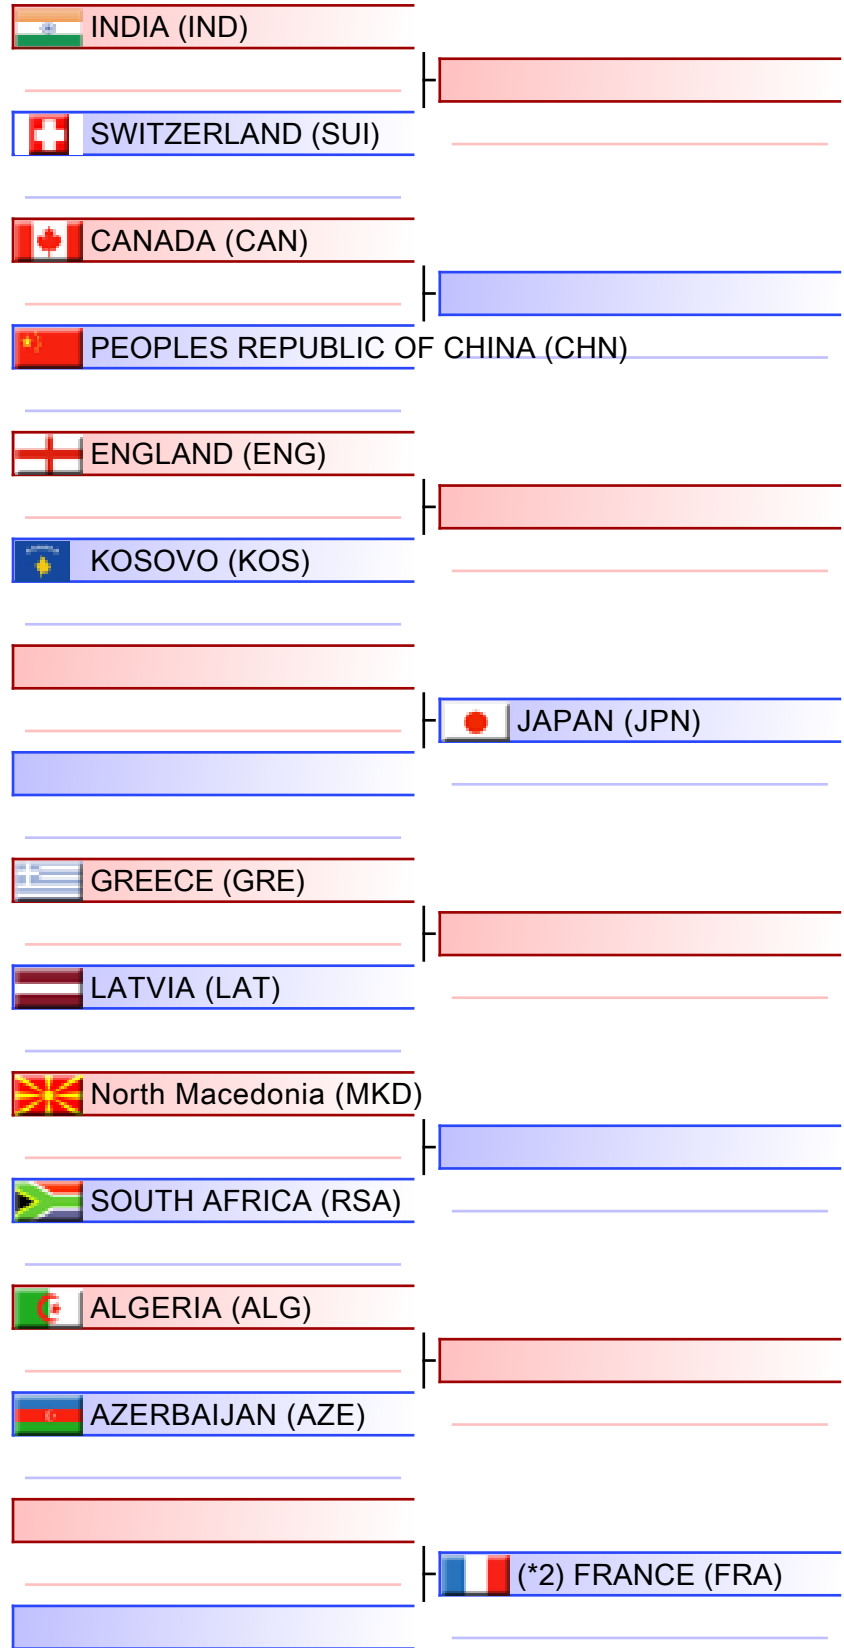 INDIA (IND)
SWITZERLAND (SUI)
CANADA (CAN)
PEOPLES REPUBLIC OF CHINA (CHN)
ENGLAND (ENG)
KOSOVO (KOS)
JAPAN (JPN)
GREECE (GRE)
LATVIA (LAT)
North Macedonia (MKD)
SOUTH AFRICA (RSA)
ALGERIA (ALG)
AZERBAIJAN (AZE)
(*2) FRANCE (FRA)